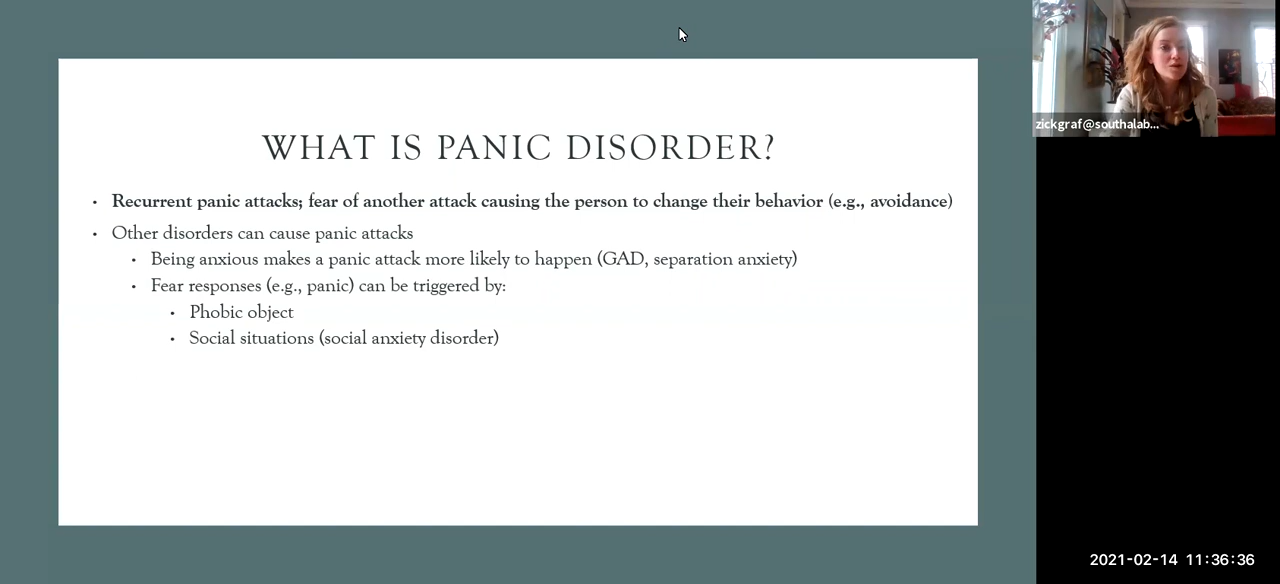 WHAT IS PANIC DISORDER?
• Recurrent panic attacks; fear of another attack causing the person to change their behavior (e.g., avoidance)
• Other disorders can cause panic attacks
• Being anxious makes a panic attack more likely to happen (GAD, separation anxiety)
• Fear responses (e.g., panic) can be triggered by:
• Phobic object
• Social situations (social anxiety disorder)
zickgraf@southalab...
2021-02-14 11:36:36